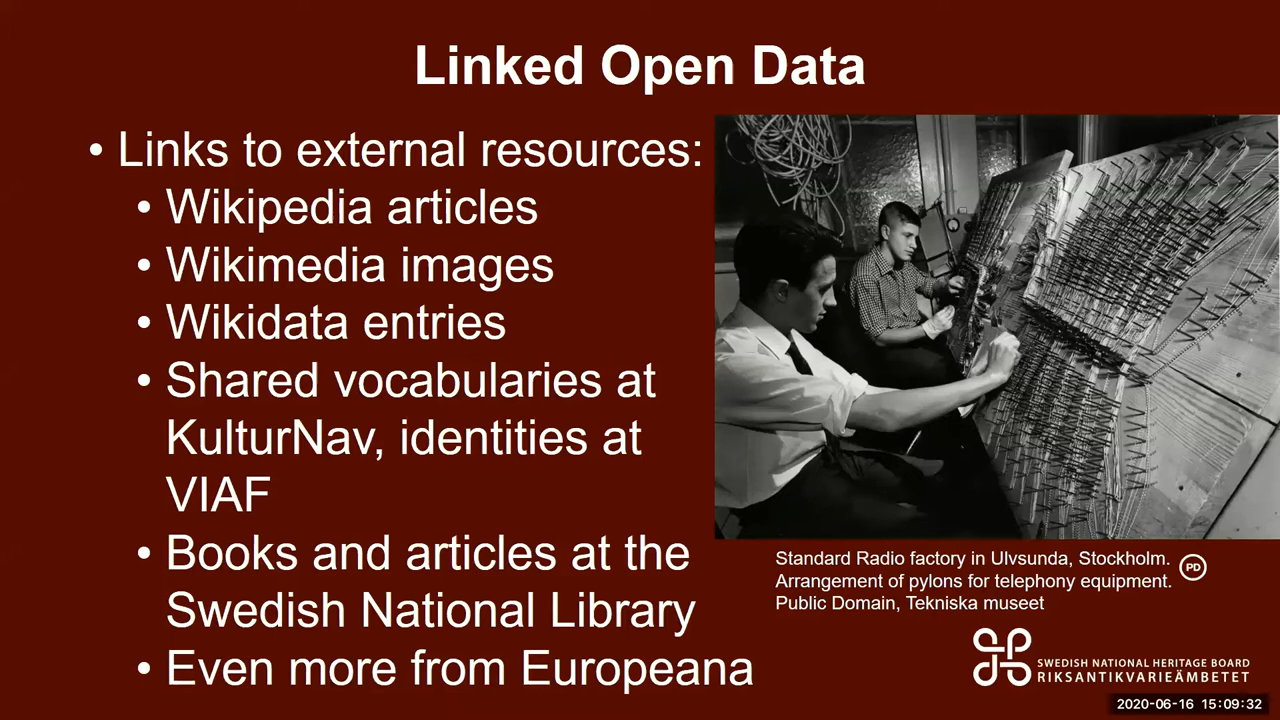 Linked Open Data
• Links to external resources:
• Wikipedia articles
• Wikimedia images
• Wikidata entries
• Shared vocabularies at
KulturNav, identities at
VIAF
• Books and articles at the
Swedish National Library
• Even more from Europeana
Standard Radio factory in Ulvsunda, Stockholm.
Arrangement of pylons for telephony equipment.
Public Domain, Tekniska museet
PD
SWEDISH NATIONAL HERITAGE BOARD
RIKSANTIKVARIEÄMBETET
2020-06-16 15:09:32